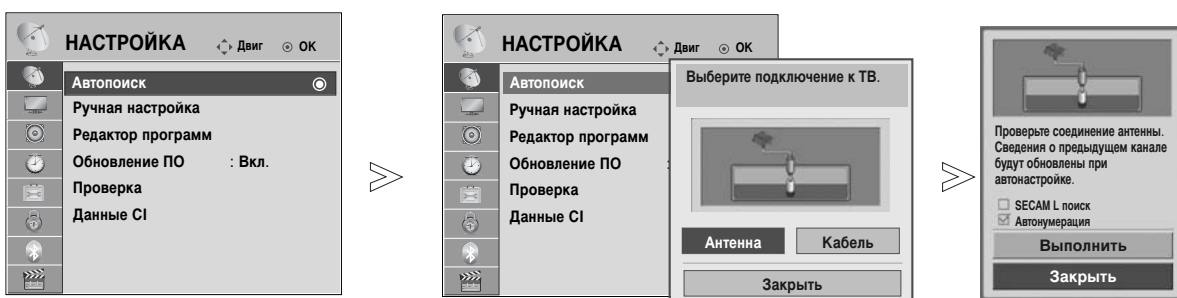 НАСТРОЙКА Двиг OK
Автопоиск
Ручная настройка
Редактор программ
Обновление ПО : Вкл.
Проверка
Данные CI
НАСТРОЙКА Двиг OK
Автопоиск
Ручная настройка
Редактор программ
Обновление ПО :
Проверка
Данные CI
Выберите подключение к ТВ.
Антенна Кабель
Закрыть
Проверьте соединение антенны.
Сведения о предыдущем канале
будут обновлены при
автонастройке.
SECAM L поиск
Автонумерация
Выполнить
Закрыть